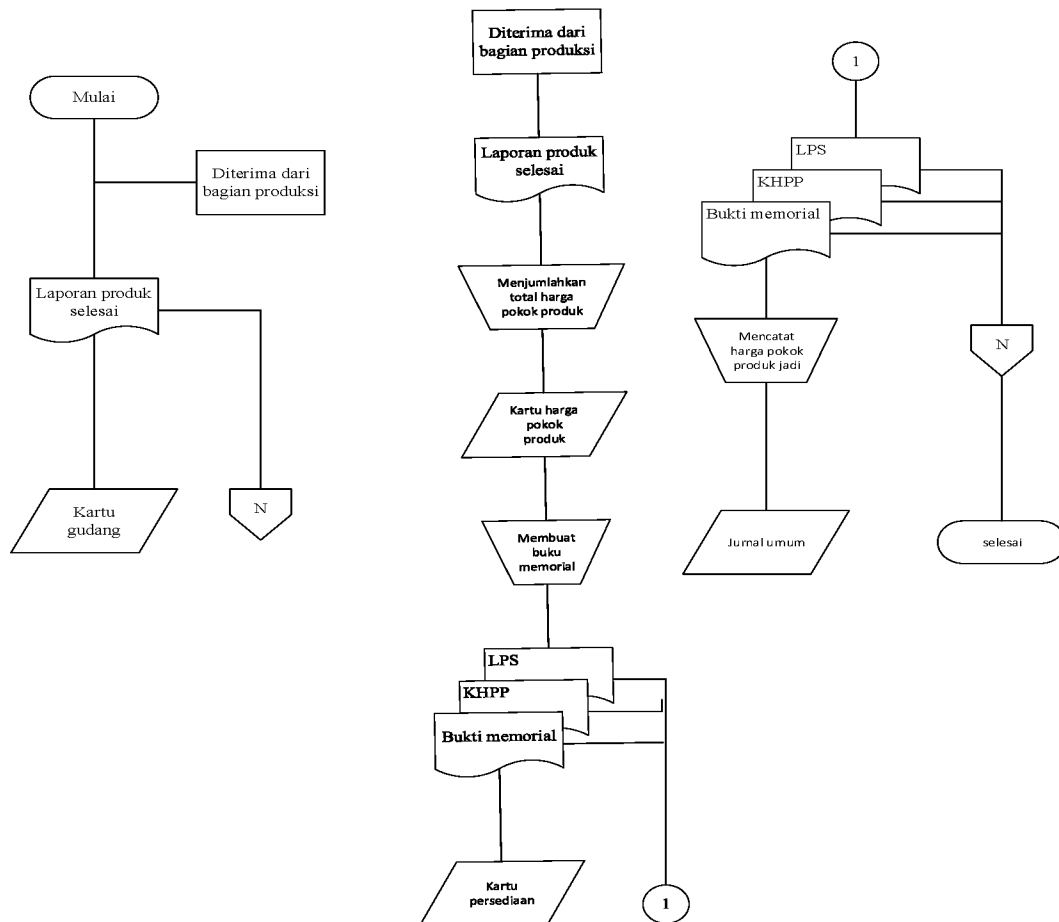 Mulai
Diterima dari
bagian produksi
Laporan produk
selesai
Kartu
gudang
N
Diterima dari
bagian produksi
Laporan produk
selesai
Menjumlahkan
total harga
pokok produk
Kartu harga
pokok
produk
Membuat
buku
memorial
LPS
KHPP
Bukti memorial
Kartu
persediaan
1
1
LPS
KHPP
Bukti memorial
Mencatat
harga pokok
produk jadi
N
Jurnal umum
selesai